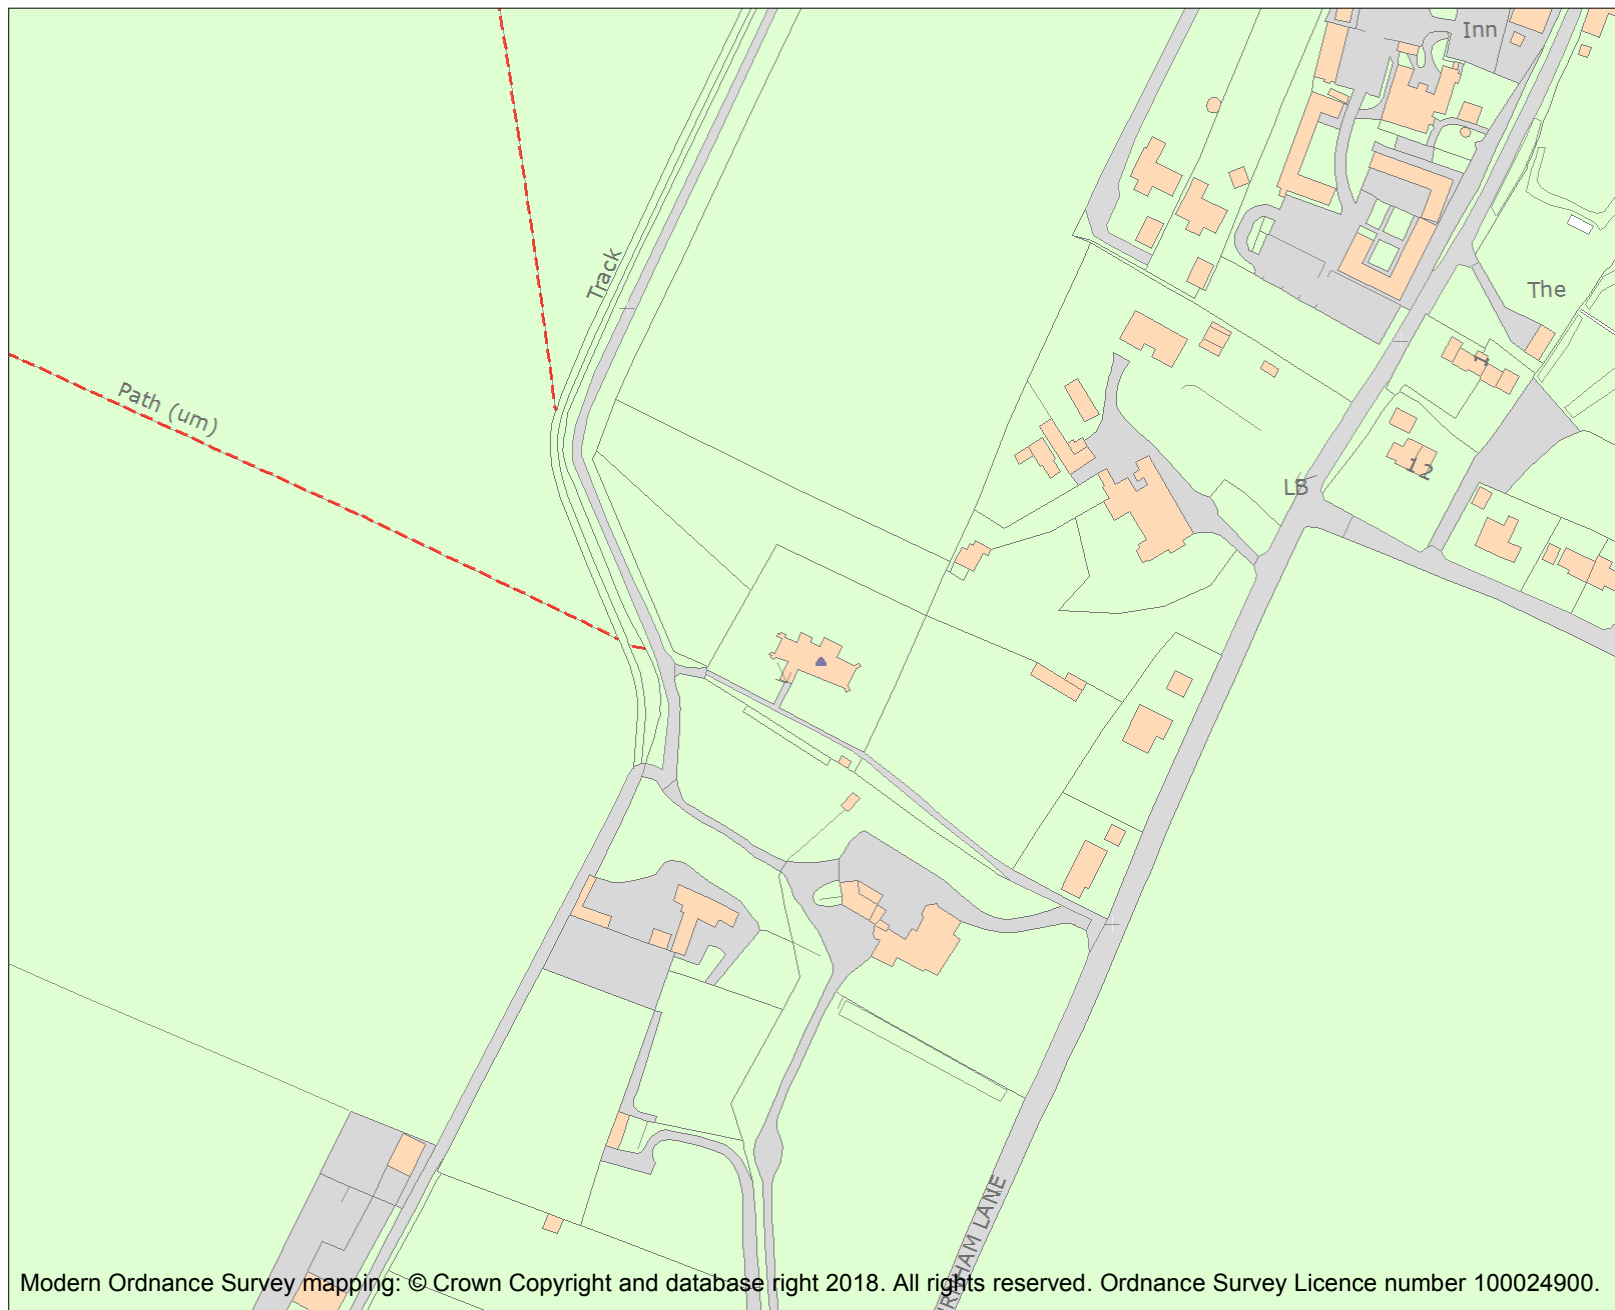 Inn
Track
The
Path (um)
1
12
LB
LANE
Modern Ordnance Survey mapping: © Crown Copyright and database right 2018. All rights reserved. Ordnance Survey Licence number 100024900.